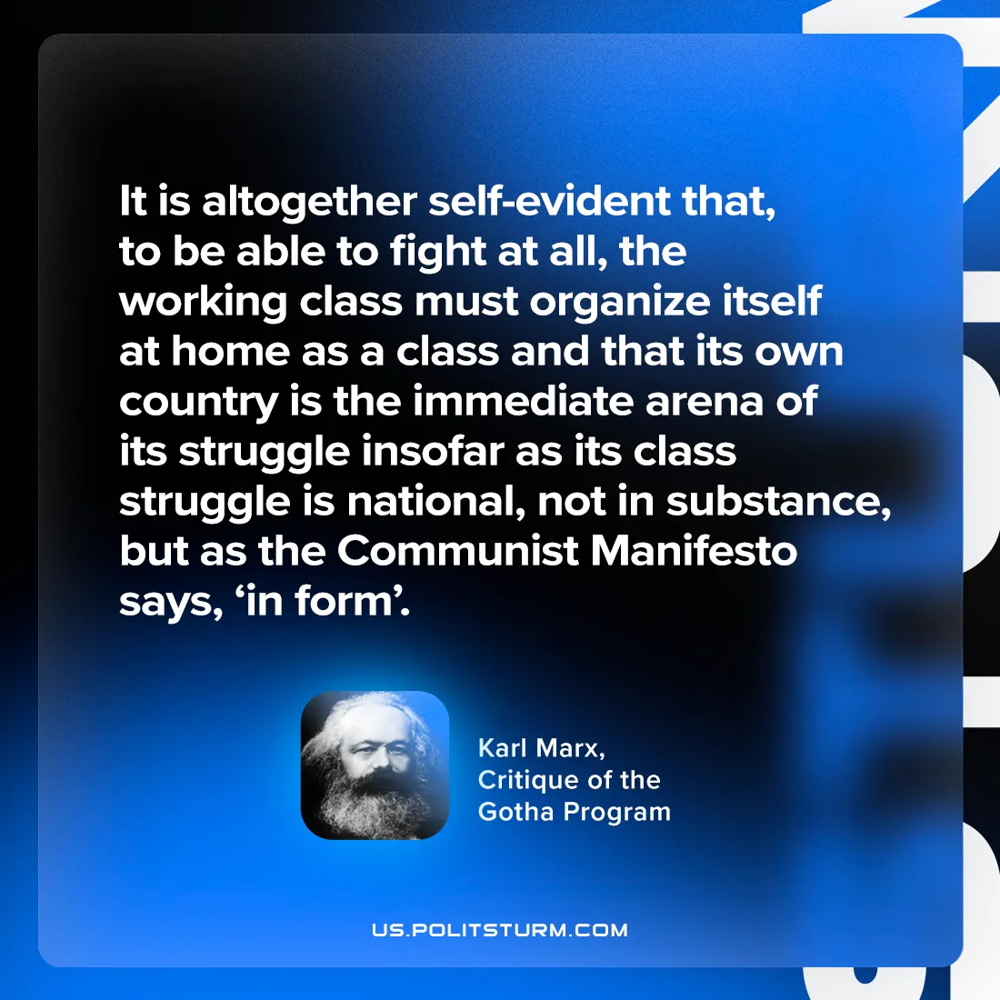 It is altogether self-evident that,
to be able to fight at all, the
working class must organize itself
at home as a class and that its own
country is the immediate arena of
its struggle insofar as its class
struggle is national, not in substance,
but as the Communist Manifesto
says, ‘in form’.
Karl Marx,
Critique of the
Gotha Program
US.POLITSTURM.COM